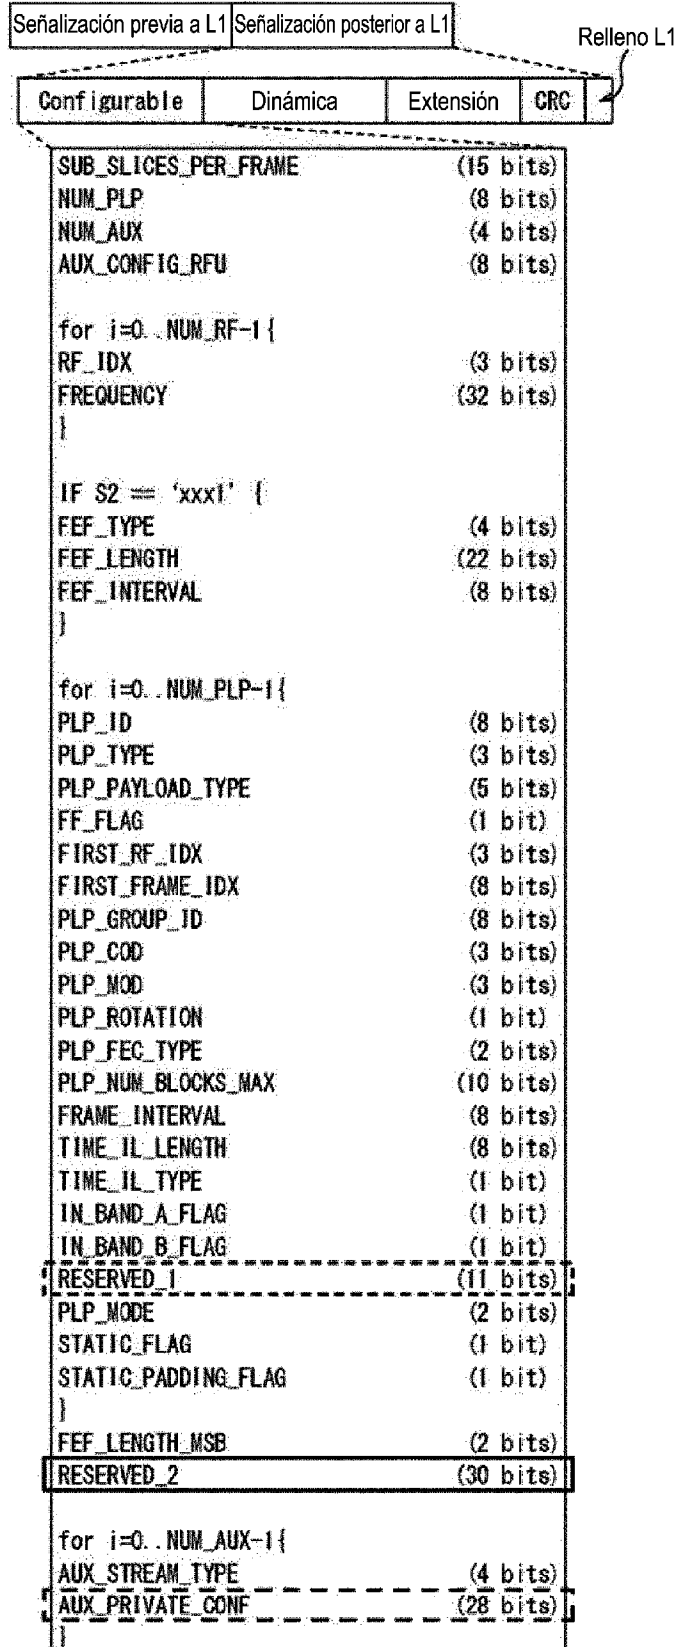 Señalización previa a L1 Señalización posterior a L1
Relleno L1
Configurable Dinámica Extensión CRC
SUB_SLICES_PER_FRAME (15 bits)
NUM_PLP (8 bits)
NUM_AUX (4 bits)
AUX_CONFIG_RFU (8 bits)
for i=0..NUM_RF-1{
RF_IDX (3 bits)
FREQUENCY (32 bits)
}
IF S2 == ‘xxx1’ {
FEF_TYPE (4 bits)
FEF_LENGTH (22 bits)
FEF_INTERVAL (8 bits)
}
for i=0..NUM_PLP-1{
PLP_ID (8 bits)
PLP_TYPE (3 bits)
PLP_PAYLOAD_TYPE (5 bits)
FF_FLAG (1 bit)
FIRST_RF_IDX (3 bits)
FIRST_FRAME_IDX (8 bits)
PLP_GROUP_ID (8 bits)
PLP_COD (3 bits)
PLP_MOD (3 bits)
PLP_ROTATION (1 bit)
PLP_FEC_TYPE (2 bits)
PLP_NUM_BLOCKS_MAX (10 bits)
FRAME_INTERVAL (8 bits)
TIME_IL_LENGTH (8 bits)
TIME_IL_TYPE (1 bit)
IN_BAND_A_FLAG (1 bit)
IN_BAND_B_FLAG (1 bit)
RESERVED_1 (11 bits)
PLP_MODE (2 bits)
STATIC_FLAG (1 bit)
STATIC_PADDING_FLAG (1 bit)
}
FEF_LENGTH_MSB (2 bits)
RESERVED_2 (30 bits)
for i=0..NUM_AUX-1{
AUX_STREAM_TYPE (4 bits)
AUX_PRIVATE_CONF (28 bits)
}